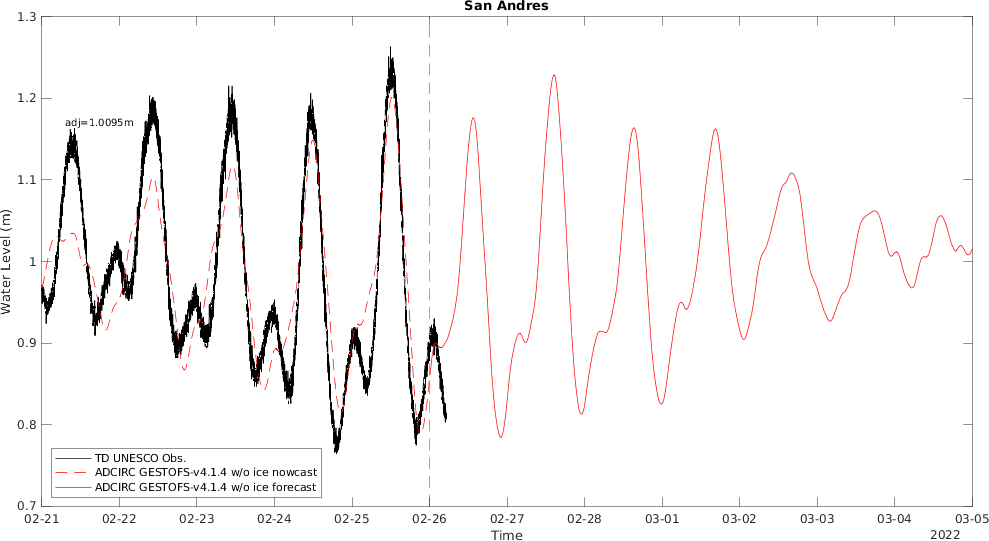 San Andres
1.3
1.2
1.1
1
0.9
0.8
0.7
Water Level (m)
adj=1.0095m
TD UNESCO Obs.
ADCIRC GESTOFS-v4.1.4 w/o ice nowcast
ADCIRC GESTOFS-v4.1.4 w/o ice forecast
02-21 02-22 02-23 02-24 02-25 02-26 02-27 02-28 03-01 03-02 03-03 03-04 03-05
Time
2022